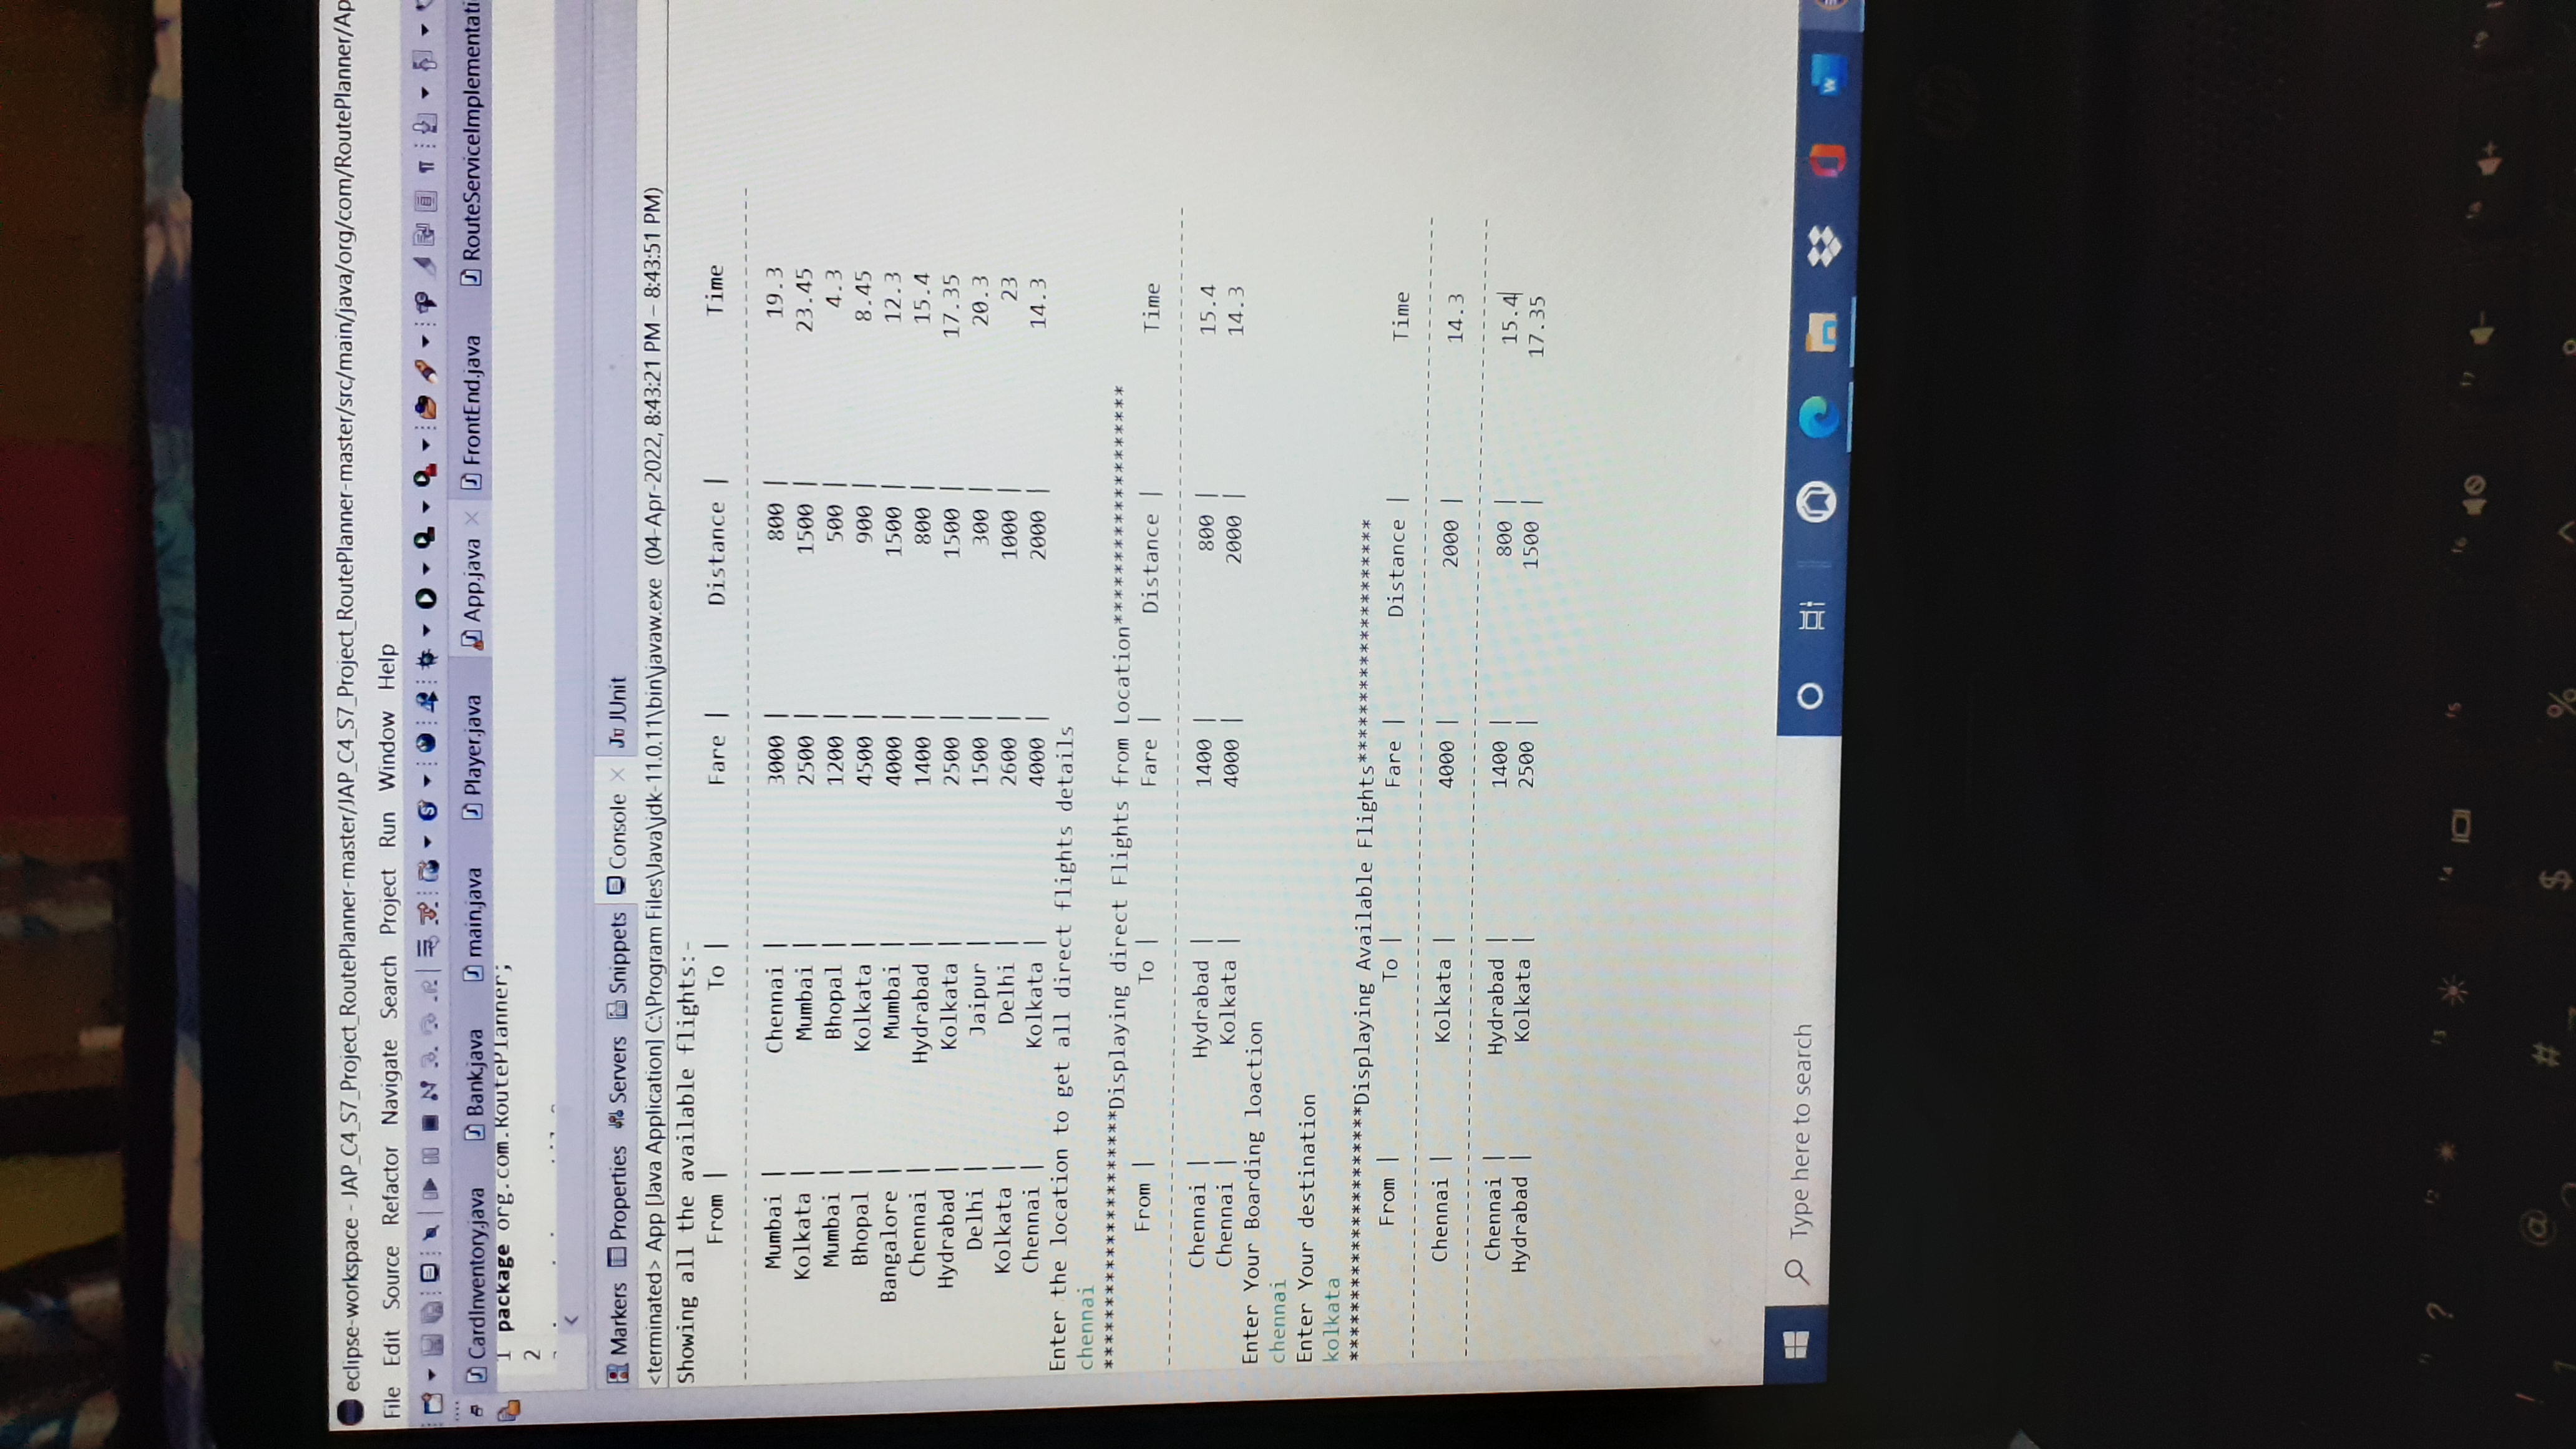 eclipse-workspace - JAP_C4_S7_Project_RoutePlanner-master/JAP_C4_S7_Project_RoutePlanner-master/src/main/java/org/com/RoutePlanner/Ap
File Edit Source Refactor Navigate Search Project Run Window Help
CardInventory.java Bank.java main.java Player.java App.java FrontEnd.java RouteServiceImplementati
1 package org.com.RoutePlanner;
2
Markers Properties Servers Snippets Console Ju JUnit
<terminated> App [Java Application] C:\Program Files\Java\jdk-11.0.11\bin\javaw.exe (04-Apr-2022, 8:43:21 PM – 8:43:51 PM)
Showing all the available flights:-
From | To | Fare | Distance | Time
Mumbai | Chennai | 3000 | 800 | 19.3
Kolkata | Mumbai | 2500 | 1500 | 23.45
Mumbai | Bhopal | 1200 | 500 | 4.3
Bhopal | Kolkata | 4500 | 900 | 8.45
Bangalore | Mumbai | 4000 | 1500 | 12.3
Chennai | Hydrabad | 1400 | 800 | 15.4
Hydrabad | Kolkata | 2500 | 1500 | 17.35
Delhi | Jaipur | 1500 | 300 | 20.3
Kolkata | Delhi | 2600 | 1000 | 23
Chennai | Kolkata | 4000 | 2000 | 14.3
Enter the location to get all direct flights details
chennai
*********************Displaying direct Flights from Location*******************
From | To | Fare | Distance | Time
Chennai | Hydrabad | 1400 | 800 | 15.4
Chennai | Kolkata | 4000 | 2000 | 14.3
Enter Your Boarding loaction
chennai
Enter Your destination
kolkata
*********************Displaying Available Flights********************
From | To | Fare | Distance | Time
Chennai | Kolkata | 4000 | 2000 | 14.3
Chennai | Hydrabad | 1400 | 800 | 15.4
Hydrabad | Kolkata | 2500 | 1500 | 17.35
Type here to search
? f2 f3 f4 f5 f6 f7 f8 f9
! @ # $ % ^